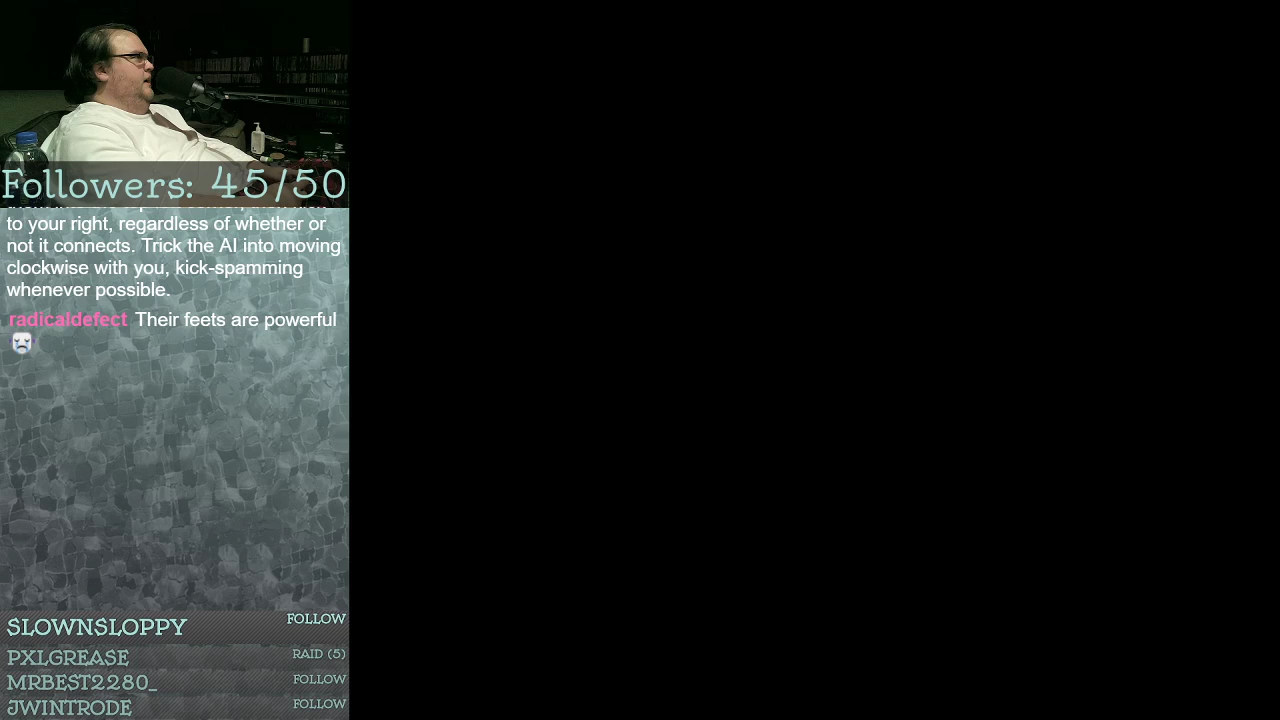 Followers: 45/50
to your right, regardless of whether or
not it connects. Trick the AI into moving
clockwise with you, kick-spamming
whenever possible.
radicaldefect Their feets are powerful
SLOWNSLOPPY FOLLOW
PXLGREASE RAID (5)
MRBEST2280_ FOLLOW
JWINTRODE FOLLOW